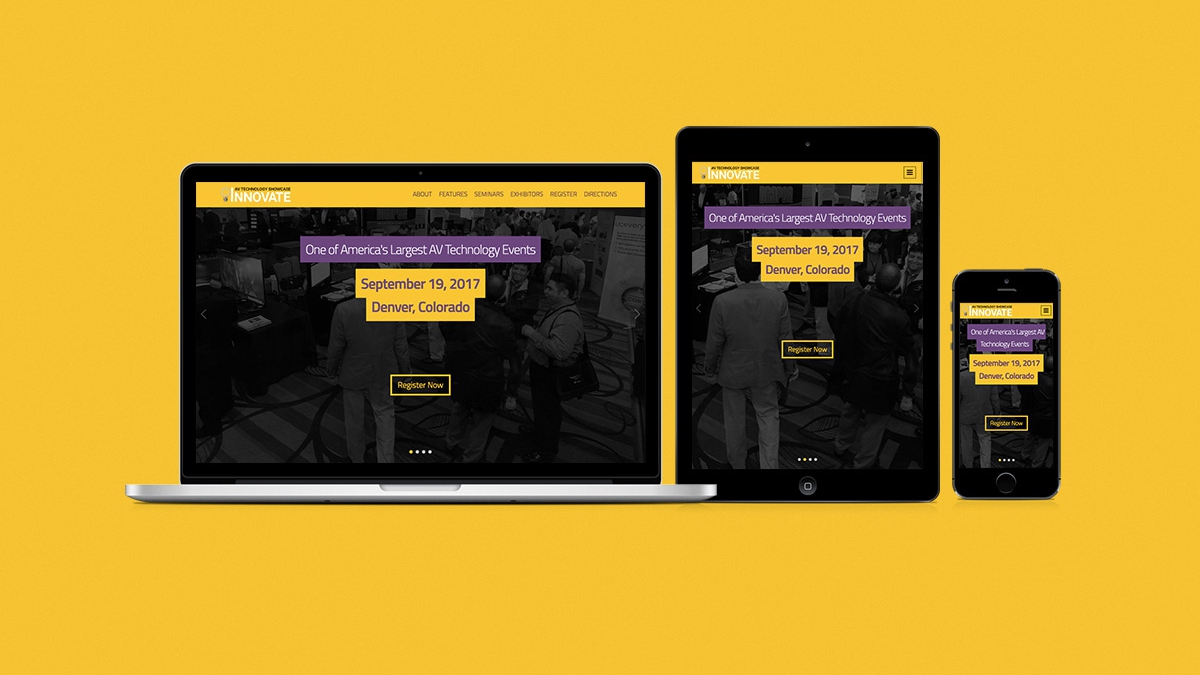 AV TECHNOLOGY SHOWCASE
INNOVATE
ABOUT FEATURES SEMINARS EXHIBITORS REGISTER DIRECTIONS
One of America's Largest AV Technology Events
September 19, 2017
Denver, Colorado
Register Now
AV TECHNOLOGY SHOWCASE
INNOVATE
One of America's Largest AV Technology Events
September 19, 2017
Denver, Colorado
Register Now
AV TECHNOLOGY SHOWCASE
INNOVATE
One of America's Largest AV
Technology Events
September 19, 2017
Denver, Colorado
Register Now